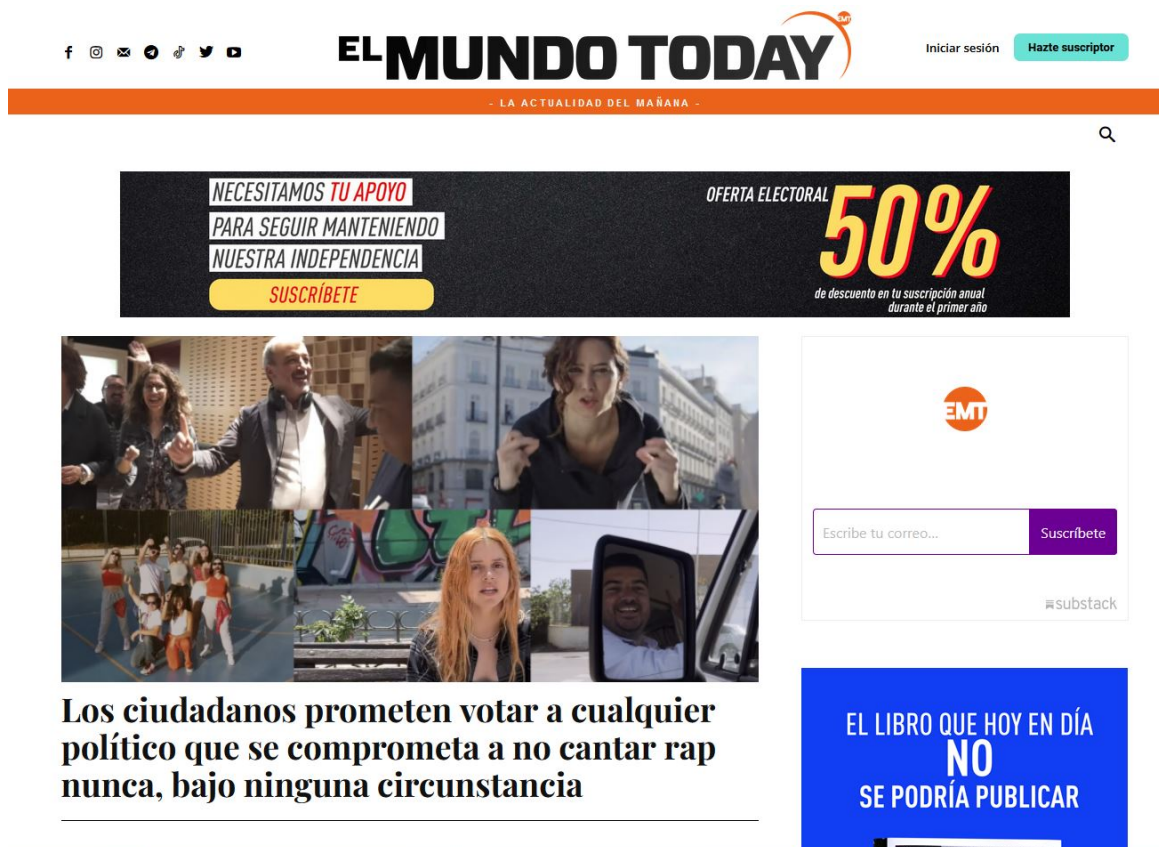 EL MUNDO TODAY
EMT
Iniciar sesión
Hazte suscriptor
- LA ACTUALIDAD DEL MAÑANA -
NECESITAMOS TU APOYO
PARA SEGUIR MANTENIENDO
NUESTRA INDEPENDENCIA
SUSCRÍBETE
OFERTA ELECTORAL
50%
de descuento en tu suscripción anual
durante el primer año
Los ciudadanos prometen votar a cualquier
político que se comprometa a no cantar rap
nunca, bajo ninguna circunstancia
EMT
Escribe tu correo...
Suscríbete
substack
EL LIBRO QUE HOY EN DÍA
NO
SE PODRÍA PUBLICAR